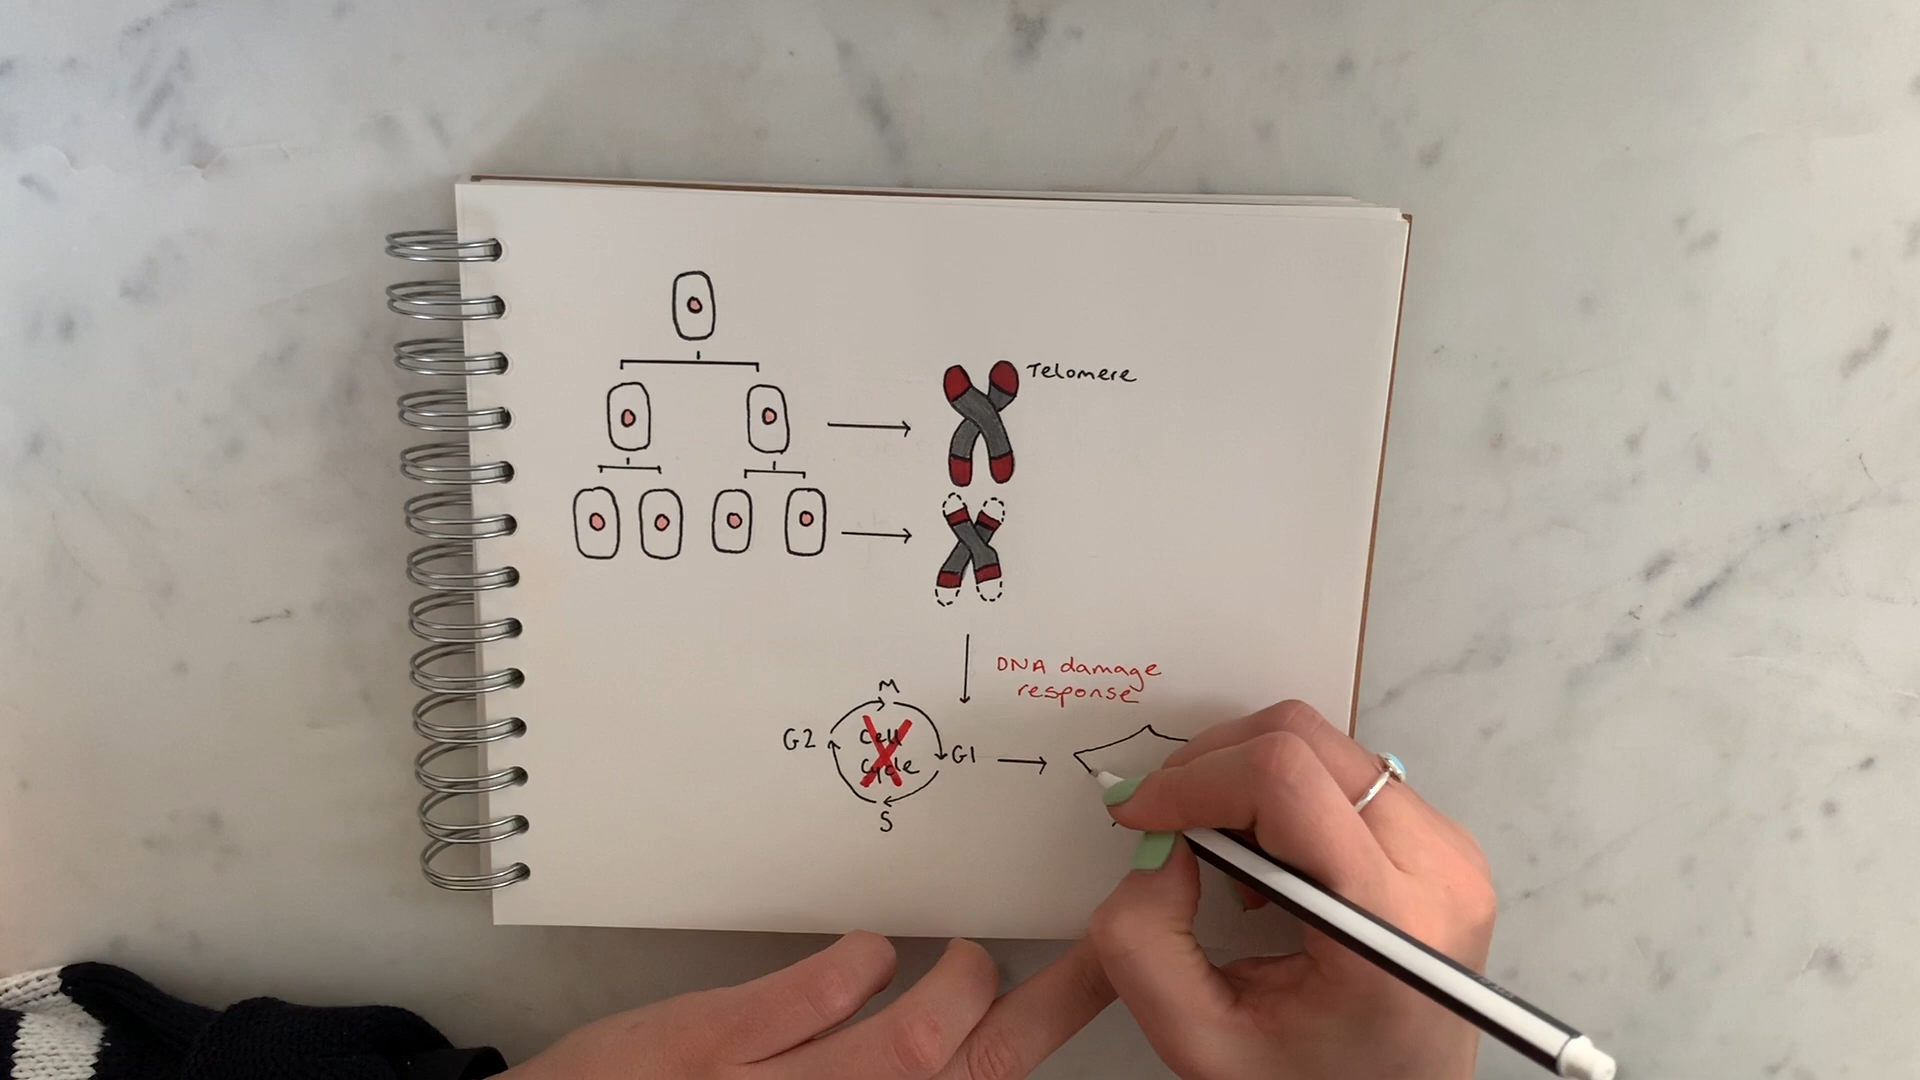 Telomere
DNA damage
response
M
G2
Cell
Cycle
G1
S